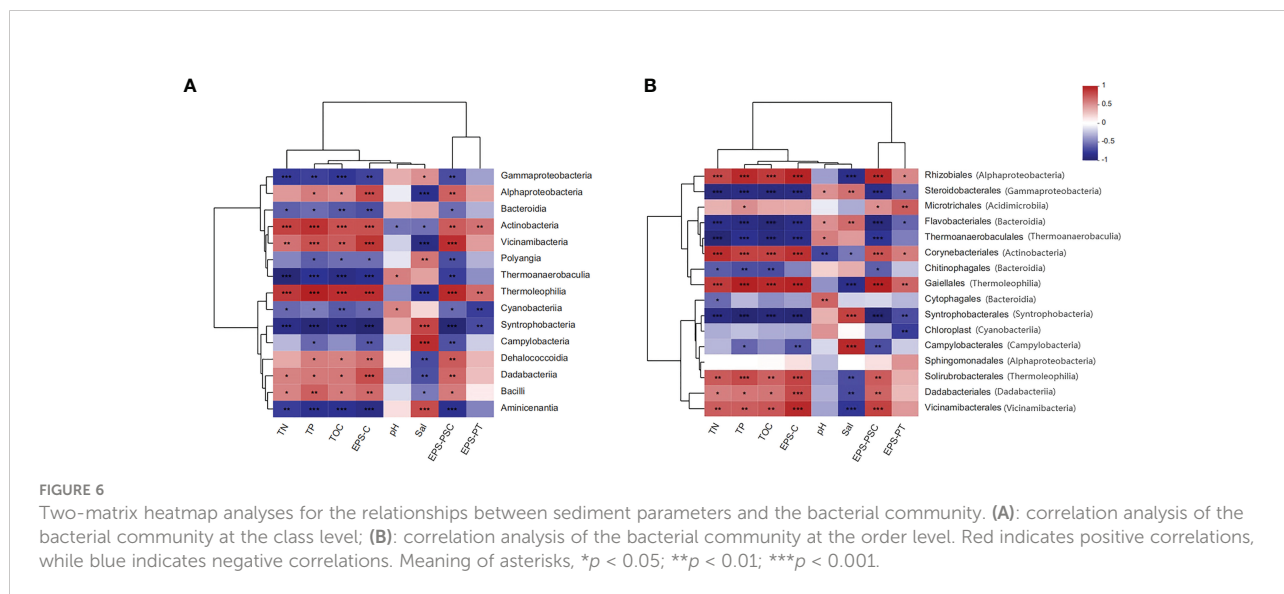 A
Gammaproteobacteria
*** ** *** ** * **
Alphaproteobacteria
* * *** *** **
Bacteroidia
* * ** ** *
Actinobacteria
*** *** *** *** * * ** **
Vicinamibacteria
** *** ** *** *** ***
Polyangia
* * * ** **
Thermoanaerobaculia
*** *** *** *** * **
Thermoleophilia
*** *** *** *** *** *** **
Cyanobacteria
* * ** * * * **
Syntrophobacteria
*** *** *** *** *** *** **
Campylobacteria
* ** *** **
Dehalococcoidia
* * ** ** **
Dadabacteriia
* * * *** ** **
Bacilli
* ** * ** * *
Aminicenantia
** *** *** *** *** ***
TN TP TOC EPS-C pH Sal EPS-PSC EPS-PT
B
1
0.5
0
-0.5
-1
Rhizobiales (Alphaproteobacteria)
*** *** *** *** *** *** *
Steroidobacterales (Gammaproteobacteria)
*** *** *** *** * ** *** *
Microtrichales (Acidimicrobiia)
* * **
Flavobacteriales (Bacteroidia)
*** *** *** *** * ** *** *
Thermoanaerobaculales (Thermoanaerobaculia)
*** *** *** *** * ***
Corynebacteriales (Actinobacteria)
*** *** *** *** ** * *** *
Chitinophagales (Bacteroidia)
* ** ** *
Gaiellales (Thermoleophilia)
*** *** *** *** *** *** **
Cytophagales (Bacteroidia)
* **
Syntrophobacterales (Syntrophobacteria)
*** *** *** *** *** *** **
Chloroplast (Cyanobacteriia)
**
Campylobacterales (Campylobacteria)
* ** *** **
Sphingomonadales (Alphaproteobacteria)
Solirubrobacterales (Thermoleophilia)
** *** ** *** ** **
Dadabacteriales (Dadabacteriia)
* * * *** ** **
Vicinamibacterales (Vicinamibacteria)
** ** ** *** *** ***
TN TP TOC EPS-C pH Sal EPS-PSC EPS-PT
FIGURE 6
Two-matrix heatmap analyses for the relationships between sediment parameters and the bacterial community. (A): correlation analysis of the
bacterial community at the class level; (B): correlation analysis of the bacterial community at the order level. Red indicates positive correlations,
while blue indicates negative correlations. Meaning of asterisks, *p < 0.05; **p < 0.01; ***p < 0.001.